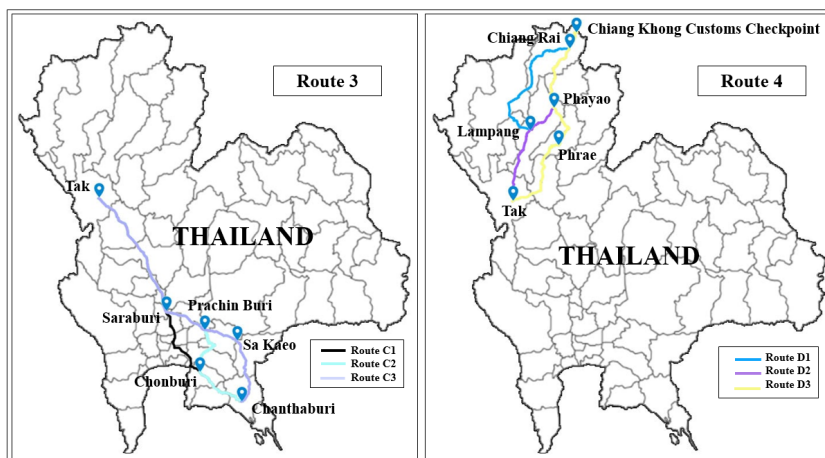 Route 3
Tak
THAILAND
Saraburi
Prachin Buri
Sa Kaeo
Chonburi
Chanthaburi
Route C1
Route C2
Route C3
Chiang Khong Customs Checkpoint
Chiang Rai
Route 4
Phayao
Lampang
Phrae
Tak
THAILAND
Route D1
Route D2
Route D3